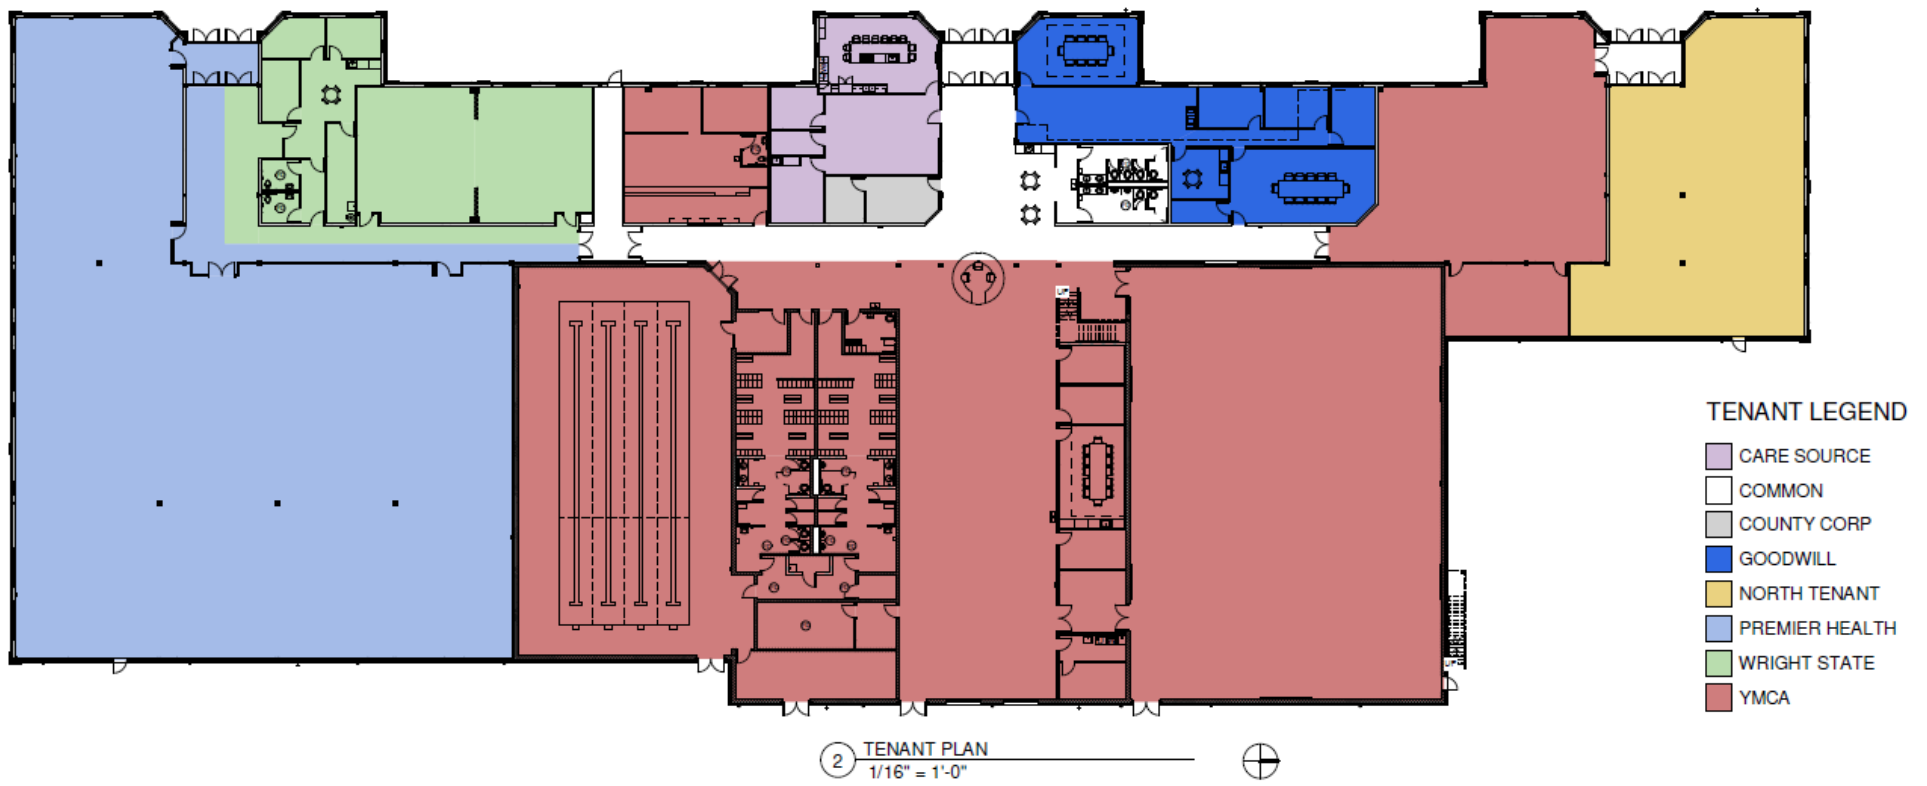 UP
TENANT LEGEND
CARE SOURCE
COMMON
COUNTY CORP
GOODWILL
NORTH TENANT
PREMIER HEALTH
WRIGHT STATE
YMCA
2
TENANT PLAN
1/16" = 1'-0"